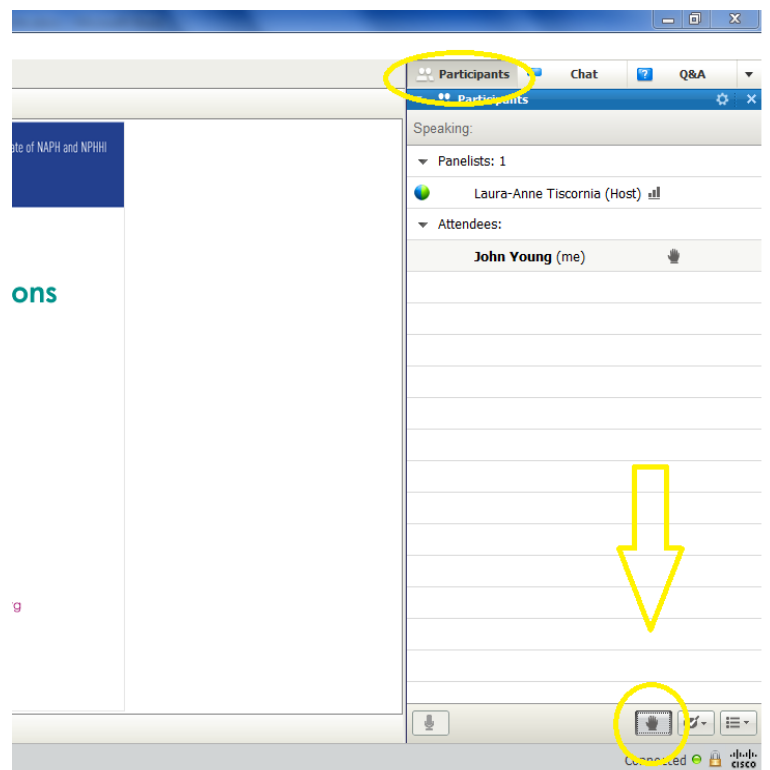 Participants
Chat
? Q&A
Participants
Speaking:
ate of NAPH and NPHHI
Panelists: 1
Laura-Anne Tiscornia (Host)
Attendees:
John Young (me)
ons
rg
Connected
cisco